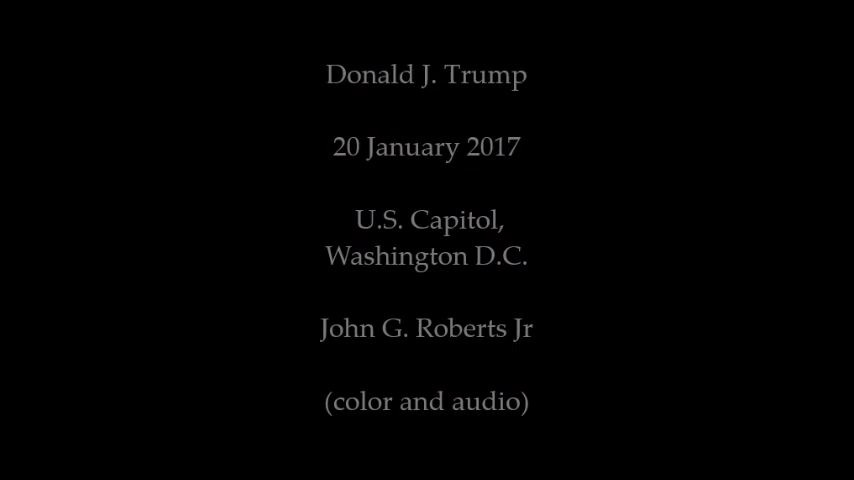 Donald J. Trump
20 January 2017
U.S. Capitol,
Washington D.C.
John G. Roberts Jr
(color and audio)